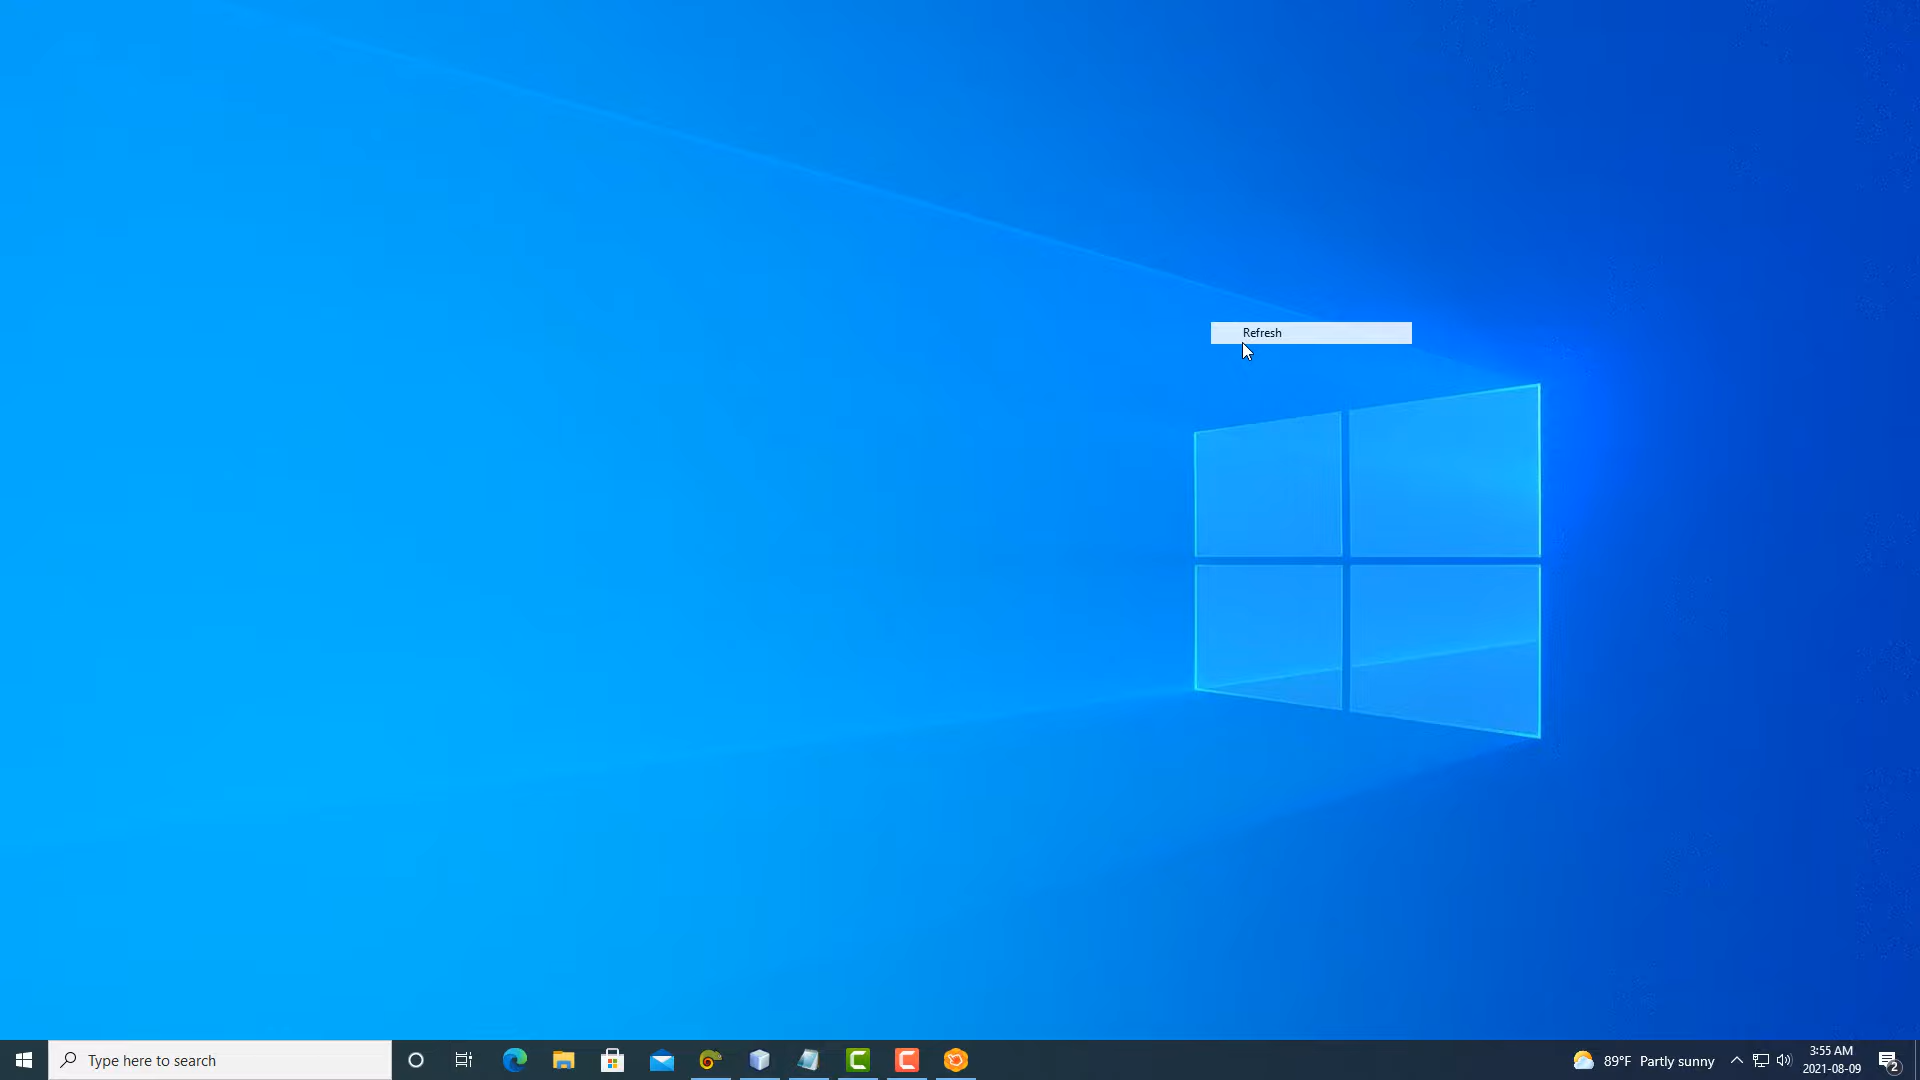 Refresh
Type here to search
89°F Partly sunny
3:55 AM
2021-08-09
2